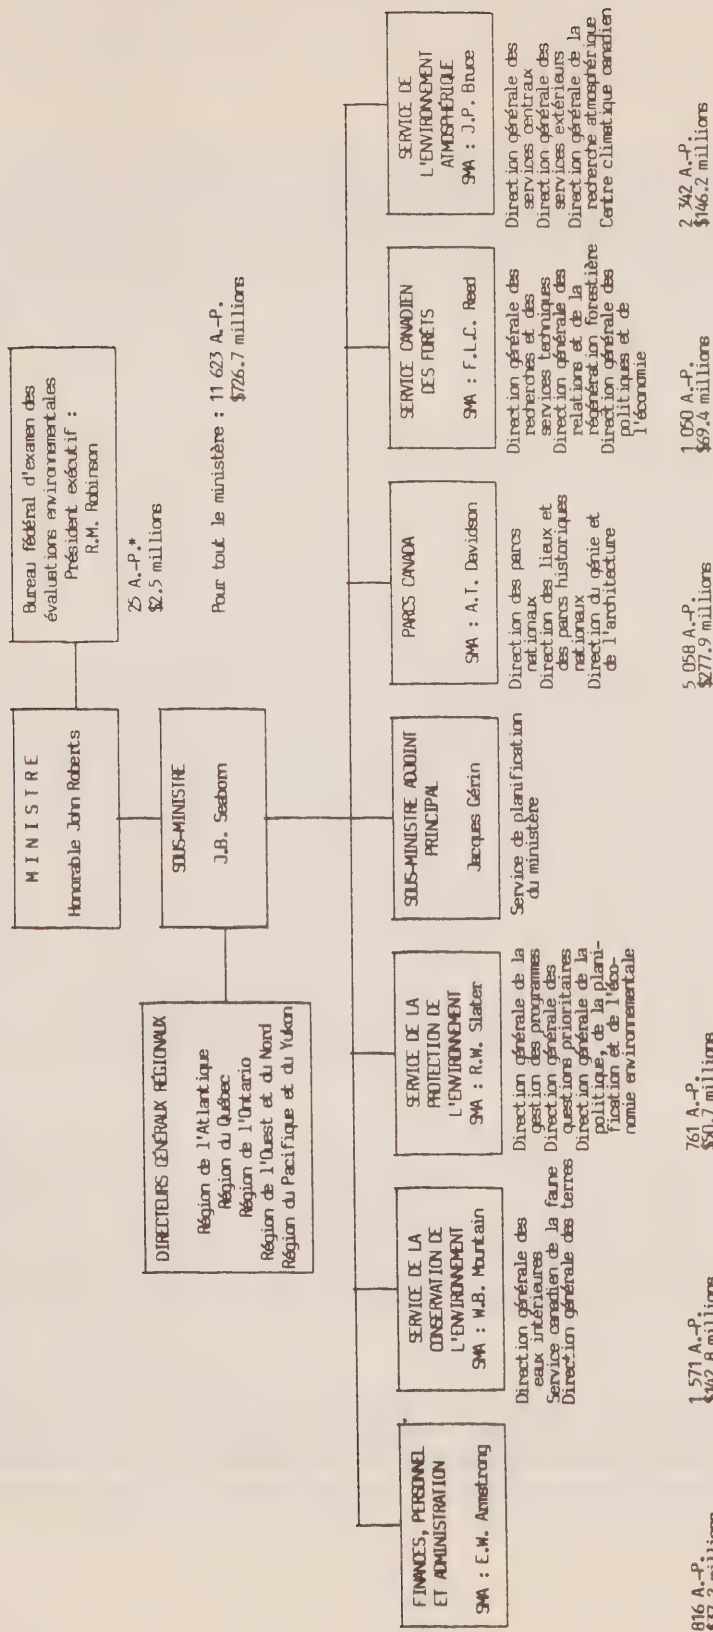 MINISTRE
Honorable John Roberts
Bureau fédéral d'examen des
évaluations environnementales
Président exécutif :
R.M. Robinson
25 A.-P.*
$2.5 millions
Pour tout le ministère : 11 623 A.-P.
$726.7 millions
SOUS-MINISTRE
J.B. Seaborn
DIRECTEURS GÉNÉRAUX RÉGIONAUX
Région de l'Atlantique
Région du Québec
Région de l'Ontario
Région de l'Ouest et du Nord
Région du Pacifique et du Yukon
FINANCES, PERSONNEL
ET ADMINISTRATION
SMA : E.W. Armstrong
816 A.-P.
SERVICE DE LA
CONSERVATION DE
L'ENVIRONNEMENT
SMA : W.B. Mountain
Direction générale des
eaux intérieures
Service canadien de la faune
Direction générale des terres
1 571 A.-P.
$142.8 millions
SERVICE DE LA
PROTECTION DE
L'ENVIRONNEMENT
SMA : R.W. Slater
Direction générale de la
gestion des programmes
Direction générale des
questions prioritaires
Direction générale de la
politique, de la plani-
fication et de l'éco-
nomie environnementale
761 A.-P.
$50.7 millions
SOUS-MINISTRE ADJOINT
PRINCIPAL
Jacques Gérin
Service de planification
du ministère
PARCS CANADA
SMA : A.T. Davidson
Direction des parcs
nationaux
Direction des lieux et
des parcs historiques
nationaux
Direction du génie et
de l'architecture
5 058 A.-P.
$277.9 millions
SERVICE CANADIEN
DES FORÊTS
SMA : F.L.C. Reed
Direction générale des
recherches et des
services techniques
Direction générale des
relations et de la
régénération forestière
Direction générale des
politiques et de
l'économie
1 050 A.-P.
$69.4 millions
SERVICE DE
L'ENVIRONNEMENT
ATMOSPHÉRIQUE
SMA : J.P. Bruce
Direction générale des
services centraux
Direction générale des
services extérieurs
Direction générale de la
recherche atmosphérique
Centre climatique canadien
2 342 A.-P.
$146.2 millions